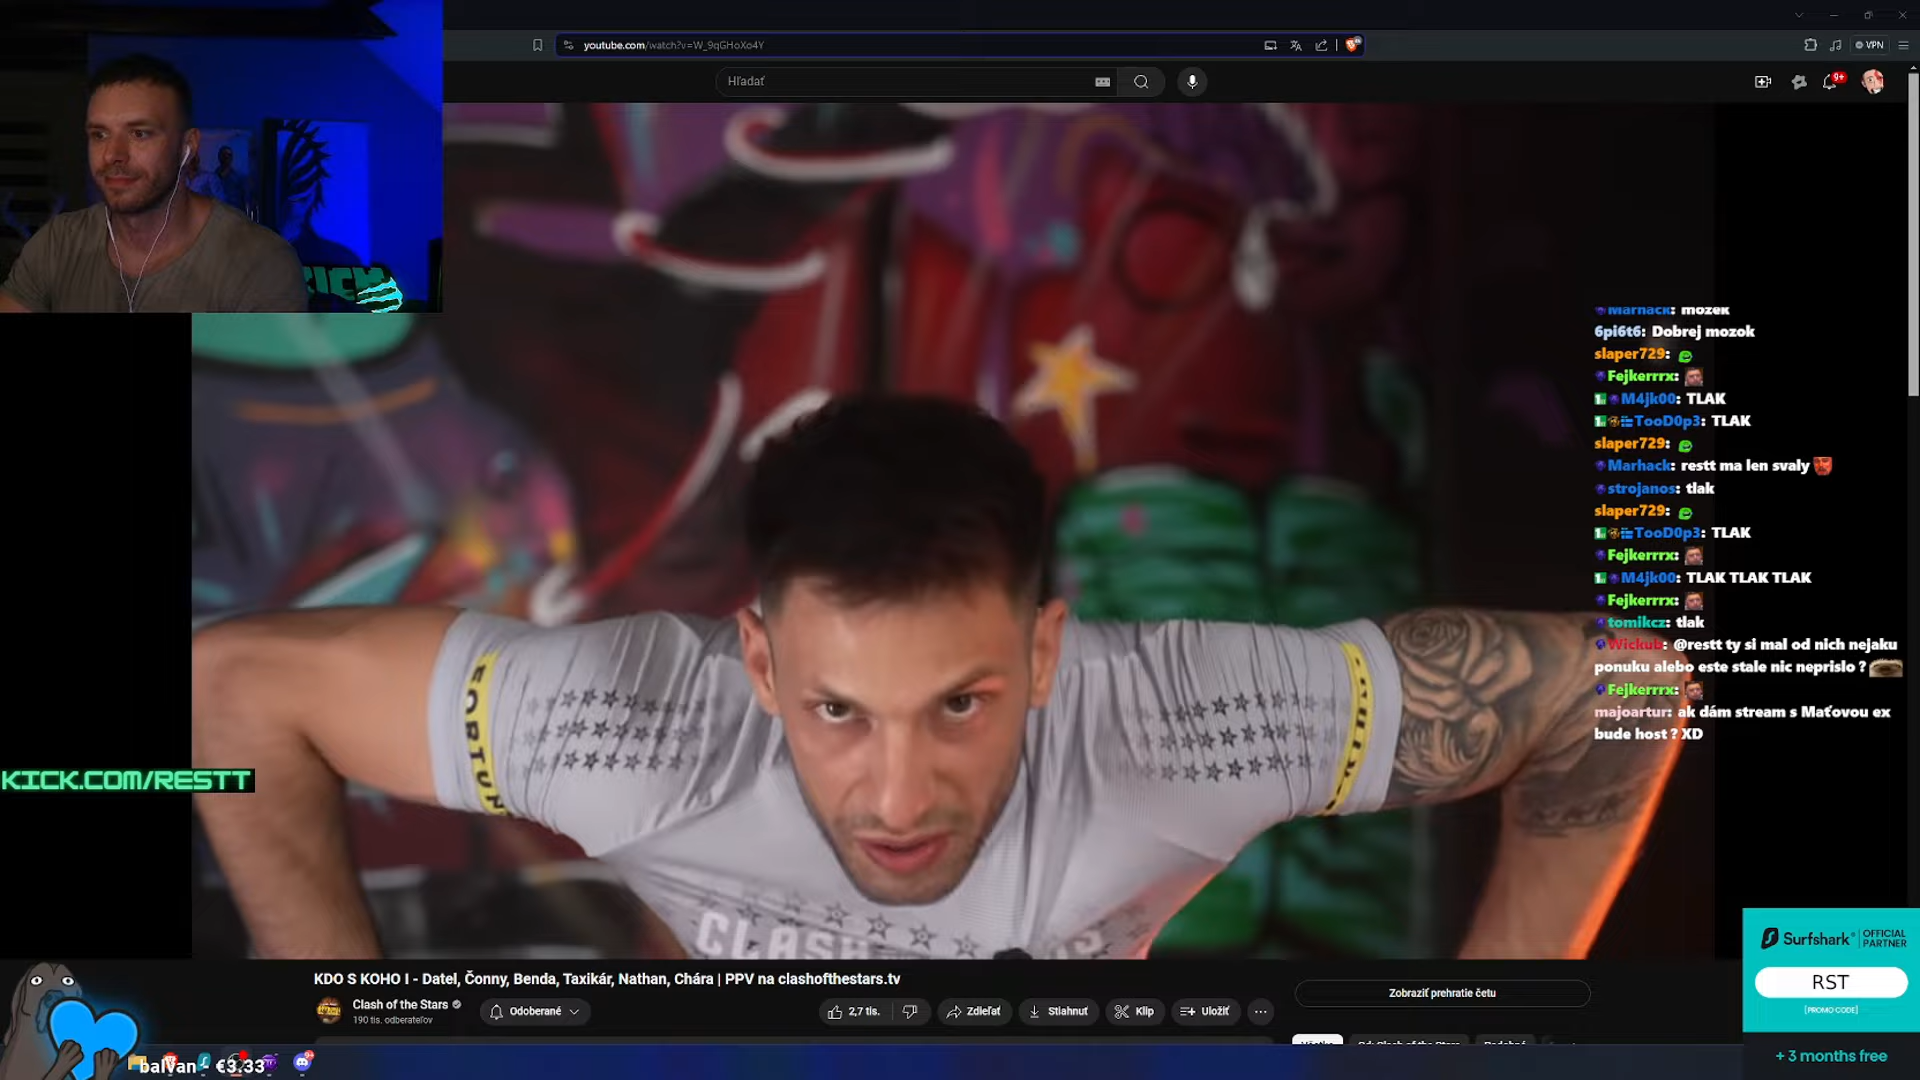 youtube.com/watch?v=W_9qGHoXo4Y
VPN
Hľadať
9+
KICH
Marhack: mozek
6pi6t6: Dobrej mozok
slaper729:
Fejkerrrx:
M4jk00: TLAK
TooD0p3: TLAK
slaper729:
Marhack: restt ma len svaly
strojanos: tlak
slaper729:
TooD0p3: TLAK
Fejkerrrx:
M4jk00: TLAK TLAK TLAK
Fejkerrrx:
tomikcz: tlak
Wickub: @restt ty si mal od nich nejaku
ponuku alebo este stale nic neprislo ?
Fejkerrrx:
majoartur: ak dám stream s Maťovou ex
bude host ? XD
FORTUN
CLASH
KICK.COM/RESTT
Surfshark® OFFICIAL PARTNER
RST
[PROMO CODE]
+ 3 months free
KDO S KOHO I - Datel, Čonny, Benda, Taxikár, Nathan, Chára | PPV na clashofthestars.tv
Clash of the Stars
190 tis. odberateľov
Odoberané
2,7 tis.
Zdieľať
Stiahnuť
Klip
Uložiť
Zobraziť prehratie četu
balvan - €3.33